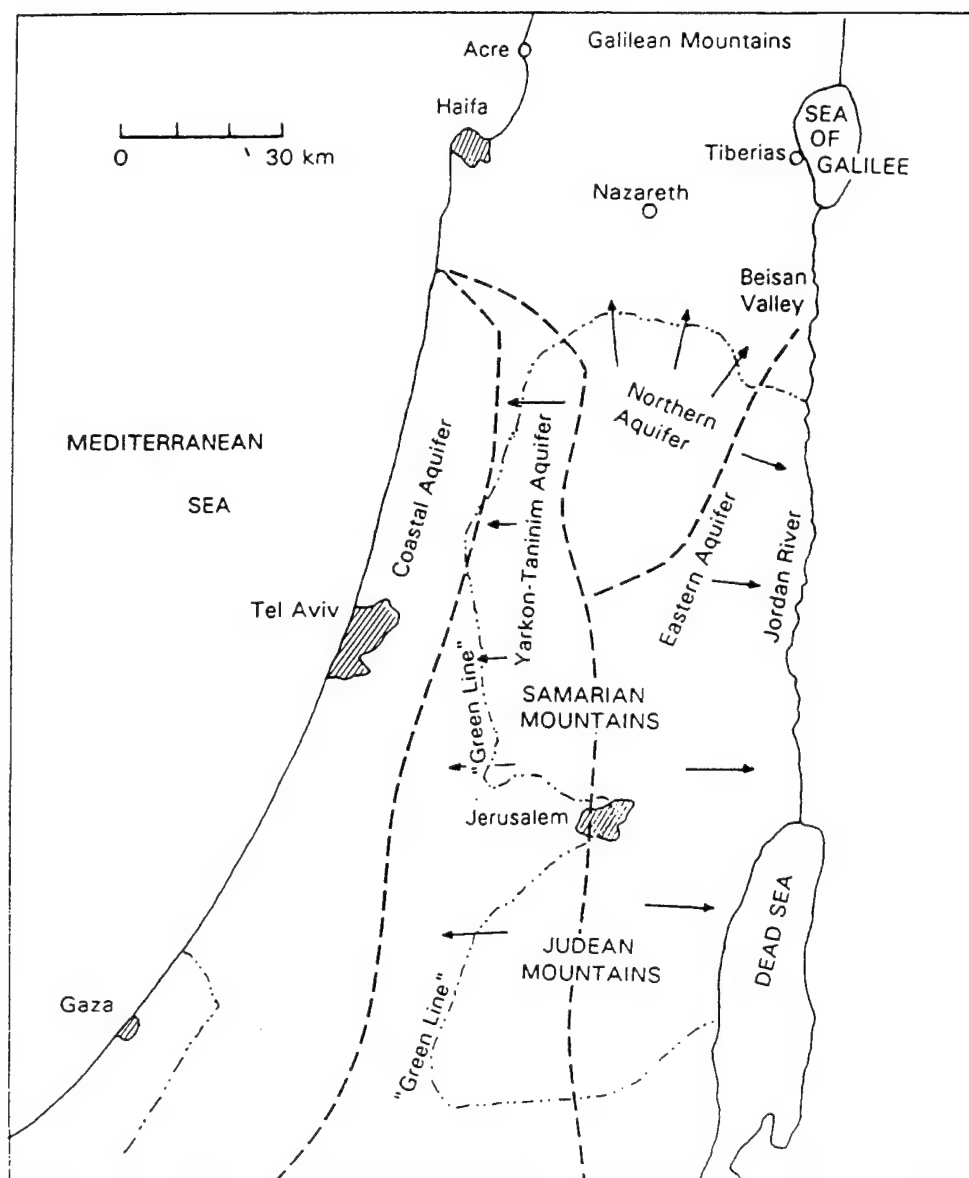 Acre
Galilean Mountains
Haifa
SEA
OF
GALILEE
0 30 km
Tiberias
Nazareth
Beisan
Valley
Northern
Aquifer
MEDITERRANEAN
SEA
Coastal Aquifer
Yarkon-Taninim Aquifer
Eastern Aquifer
Jordan River
Tel Aviv
"Green Line"
SAMARIAN
MOUNTAINS
Jerusalem
DEAD SEA
JUDEAN
MOUNTAINS
Gaza
"Green Line"